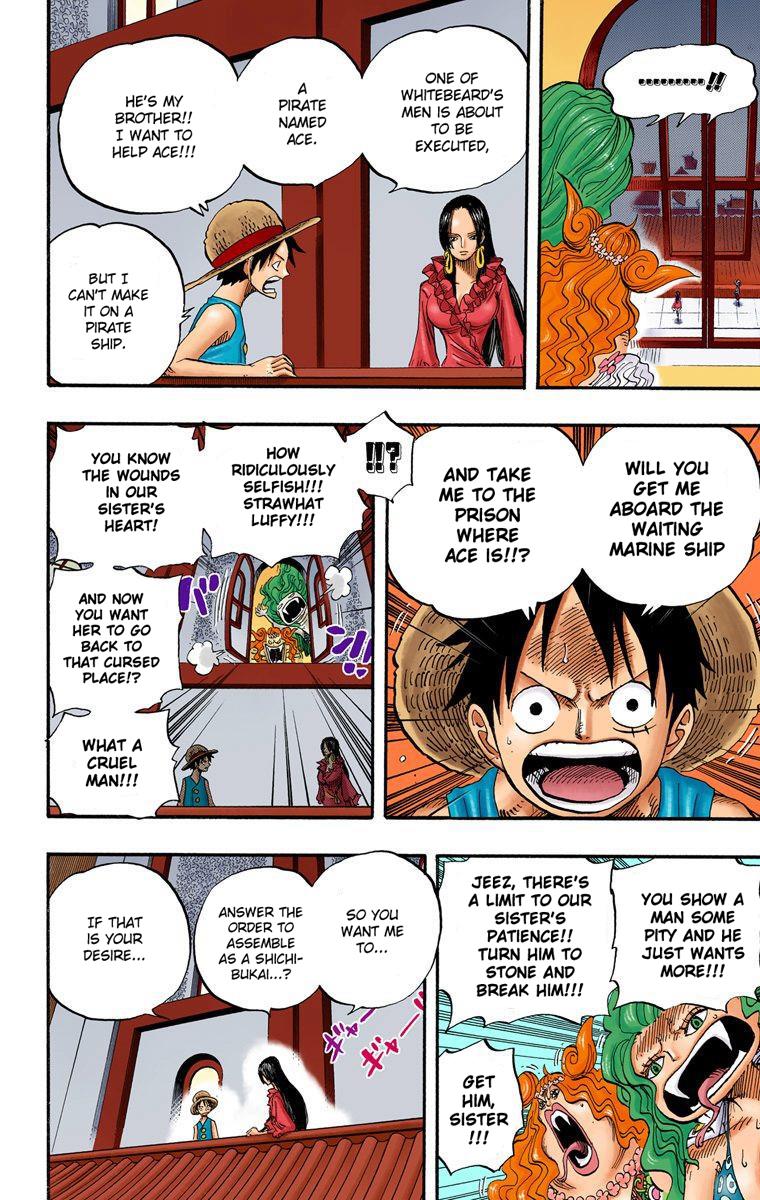 ........!!
ONE OF
WHITEBEARD'S
MEN IS ABOUT
TO BE
EXECUTED,
A
PIRATE
NAMED
ACE.
HE'S MY
BROTHER!!
I WANT TO
HELP ACE!!!
BUT I
CAN'T MAKE
IT ON A
PIRATE
SHIP.
WILL YOU
GET ME
ABOARD THE
WAITING
MARINE SHIP
AND TAKE
ME TO THE
PRISON
WHERE
ACE IS!!?
!!?
HOW
RIDICULOUSLY
SELFISH!!!
STRAWHAT
LUFFY!!!
YOU KNOW
THE WOUNDS
IN OUR
SISTER'S
HEART!
AND NOW
YOU WANT
HER TO GO
BACK TO
THAT CURSED
PLACE!?
WHAT A
CRUEL
MAN!!!
YOU SHOW A
MAN SOME
PITY AND HE
JUST WANTS
MORE!!!
JEEZ, THERE'S
A LIMIT TO OUR
SISTER'S
PATIENCE!!
TURN HIM TO
STONE AND
BREAK HIM!!!
GET
HIM,
SISTER
!!!
ギャー!!
ギャー!!
SO YOU
WANT ME
TO...
ANSWER THE
ORDER TO
ASSEMBLE
AS A SHICHI-
BUKAI...?
IF THAT
IS YOUR
DESIRE...